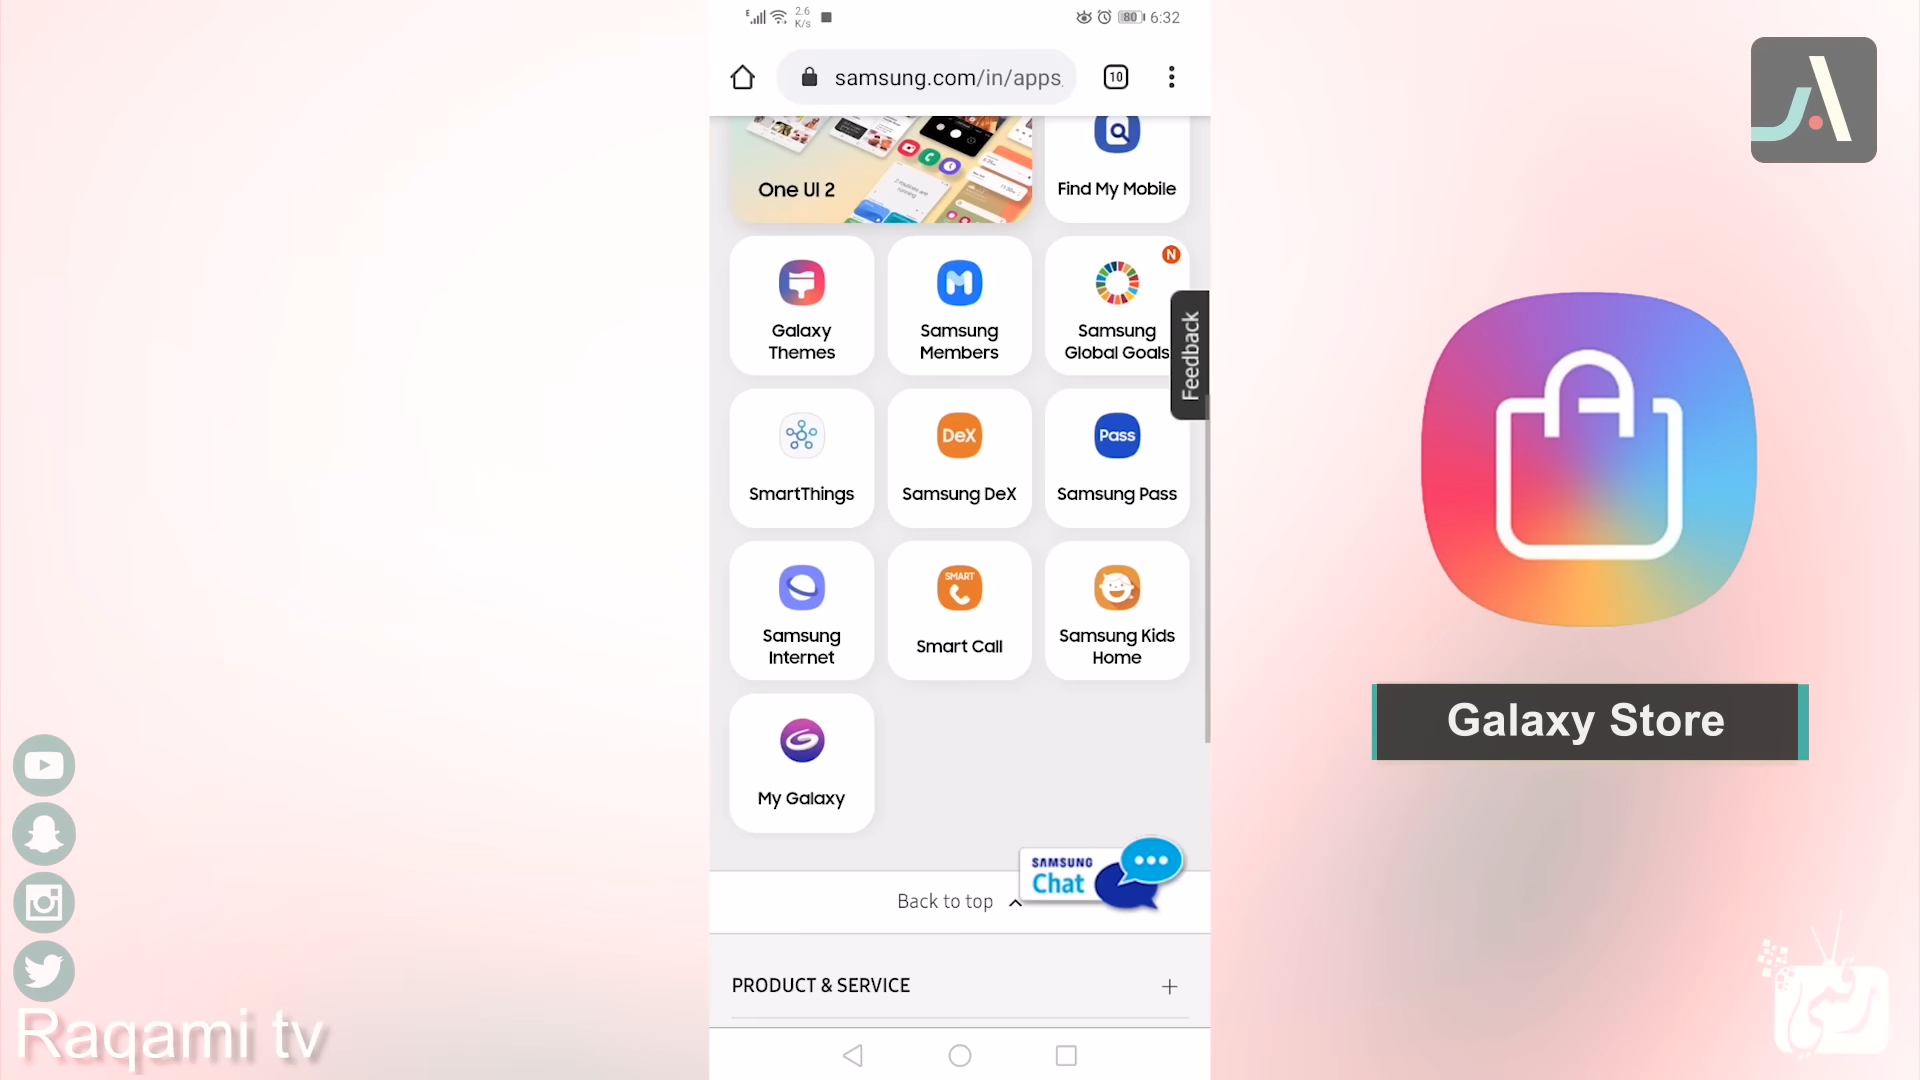 E 2.6 K/s 80 6:32
samsung.com/in/apps
10
One UI 2
Find My Mobile
Galaxy
Themes
Samsung
Members
N
Samsung
Global Goals
Feedback
SmartThings
DeX
Samsung DeX
Pass
Samsung Pass
Samsung
Internet
SMART
Smart Call
Samsung Kids
Home
My Galaxy
SAMSUNG
Chat
Back to top
PRODUCT & SERVICE
Galaxy Store
Raqami tv
رقمي